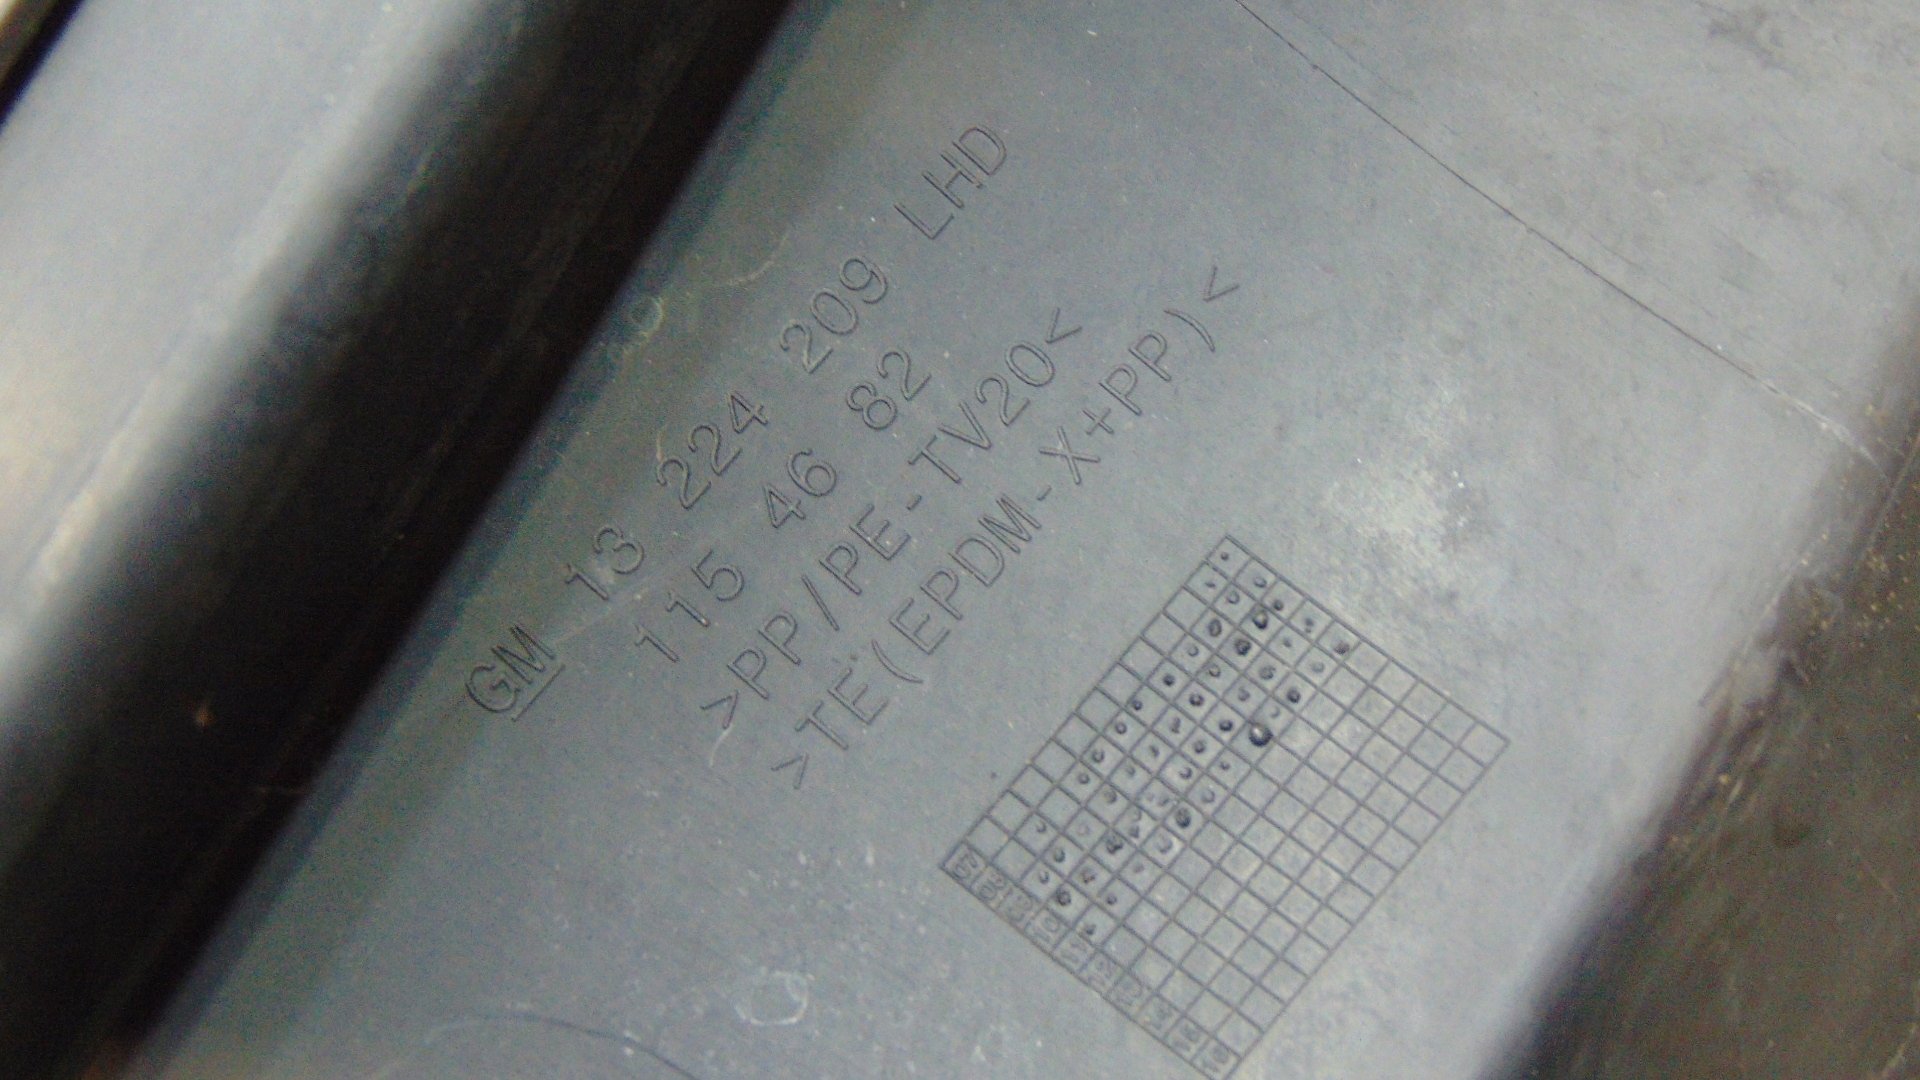 GM 13 224 209 LHD
115 46 82
>PP/PE-TV20<
>TE(EPDM-X+PP)<